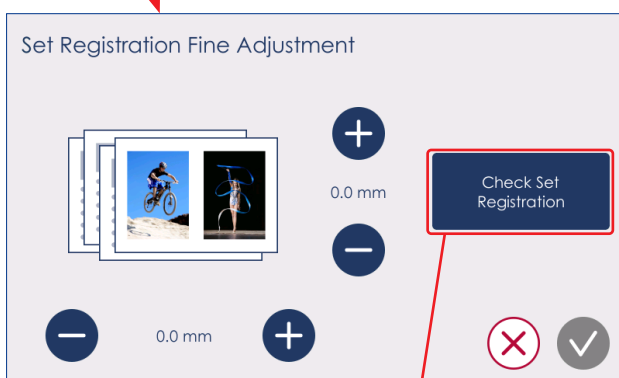 Set Registration Fine Adjustment
0.0 mm
Check Set
Registration
0.0 mm